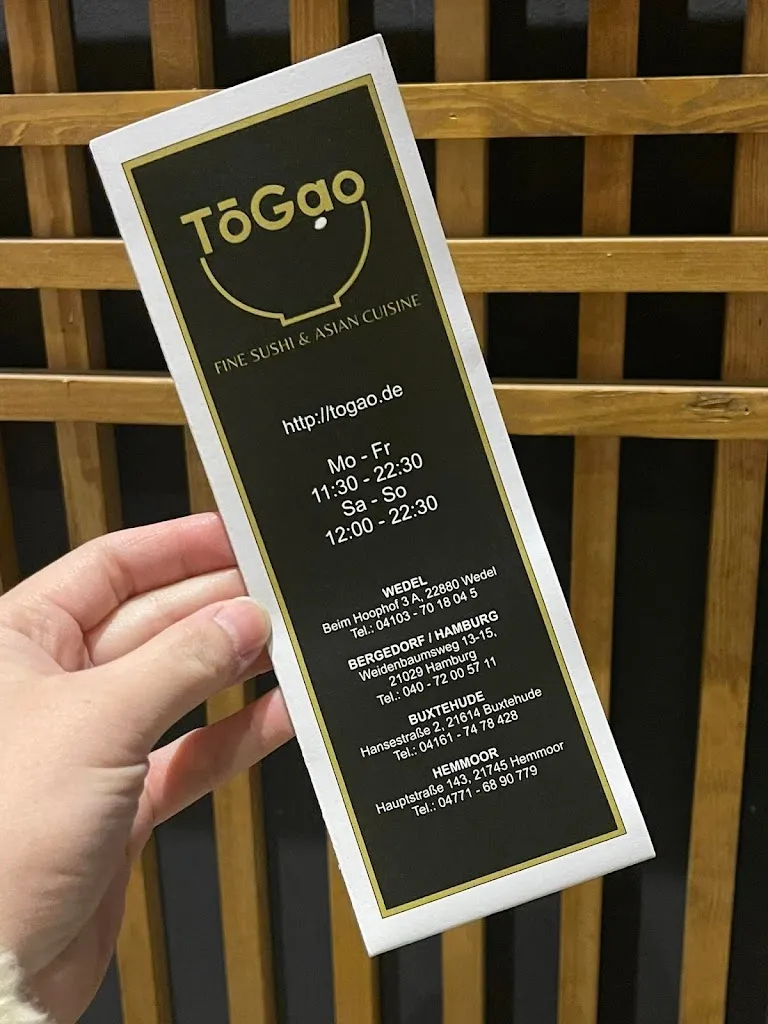 TōGạo
FINE SUSHI & ASIAN CUISINE
http://togao.de
Mo - Fr
11:30 - 22:30
Sa - So
12:00 - 22:30
WEDEL
Beim Hoophof 3 A, 22880 Wedel
Tel.: 04103 - 70 18 04 5
BERGEDORF / HAMBURG
Weidenbaumsweg 13-15,
21029 Hamburg
Tel.: 040 - 72 00 57 11
BUXTEHUDE
Hansestraße 2, 21614 Buxtehude
Tel.: 04161 - 74 78 428
HEMMOOR
Hauptstraße 143, 21745 Hemmoor
Tel.: 04771 - 68 90 779